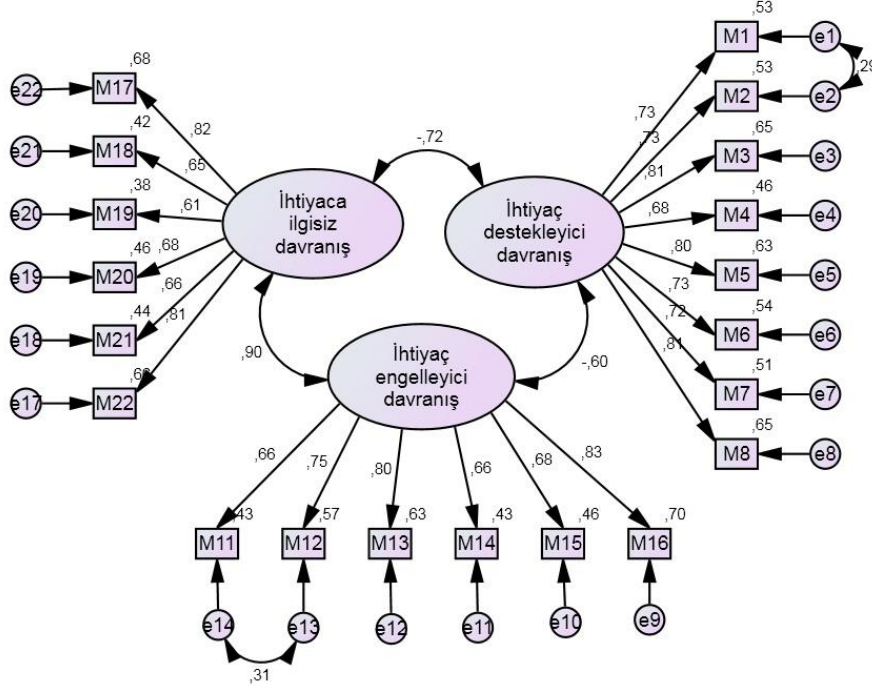 ,53
M1
e1
,29
,53
M2
e2
,73
,73
,65
M3
e3
,81
,46
M4
e4
,68
,63
M5
e5
,80
,54
M6
e6
,73
,51
M7
e7
,72
,65
M8
e8
,81
,68
e22
M17
,82
,42
e21
M18
,65
,38
e20
M19
,61
,46
e19
M20
,68
,44
e18
M21
,66
e17
M22
,81
-,72
İhtiyaca
ilgisiz
davranış
İhtiyaç
destekleyici
davranış
,90
-,60
İhtiyaç
engelleyici
davranış
,66
,75
,80
,66
,68
,83
,43
,57
,63
,43
,46
,70
M11
M12
M13
M14
M15
M16
e14
e13
e12
e11
e10
e9
,31